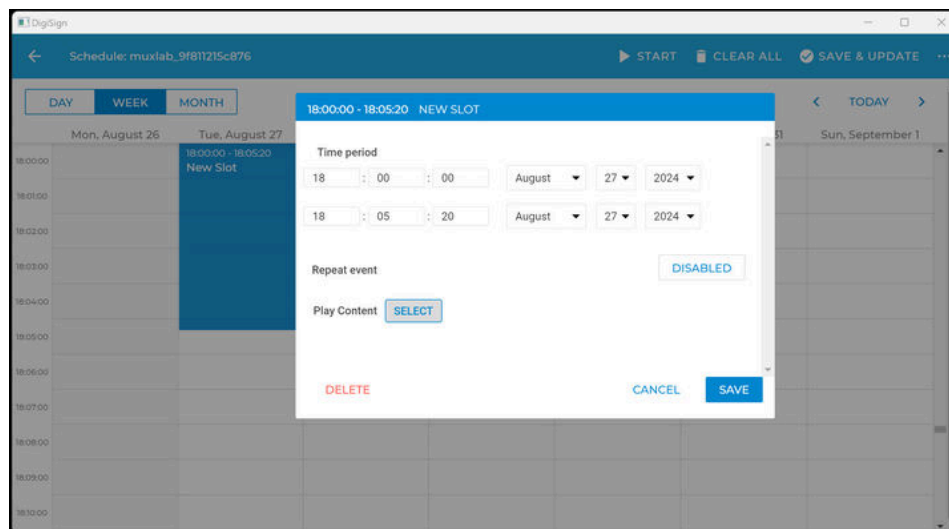 DigiSign
Schedule: muxlab_9f811215c876
START
CLEAR ALL
SAVE & UPDATE
DAY WEEK MONTH
TODAY
Mon, August 26
Tue, August 27
31
Sun, September 1
18:00:00 - 18:05:20
New Slot
18:00:00
18:01:00
18:02:00
18:03:00
18:04:00
18:05:00
18:06:00
18:07:00
18:08:00
18:09:00
18:10:00
18:00:00 - 18:05:20 NEW SLOT
Time period
18 : 00 : 00 August 27 2024
18 : 05 : 20 August 27 2024
Repeat event DISABLED
Play Content SELECT
DELETE CANCEL SAVE